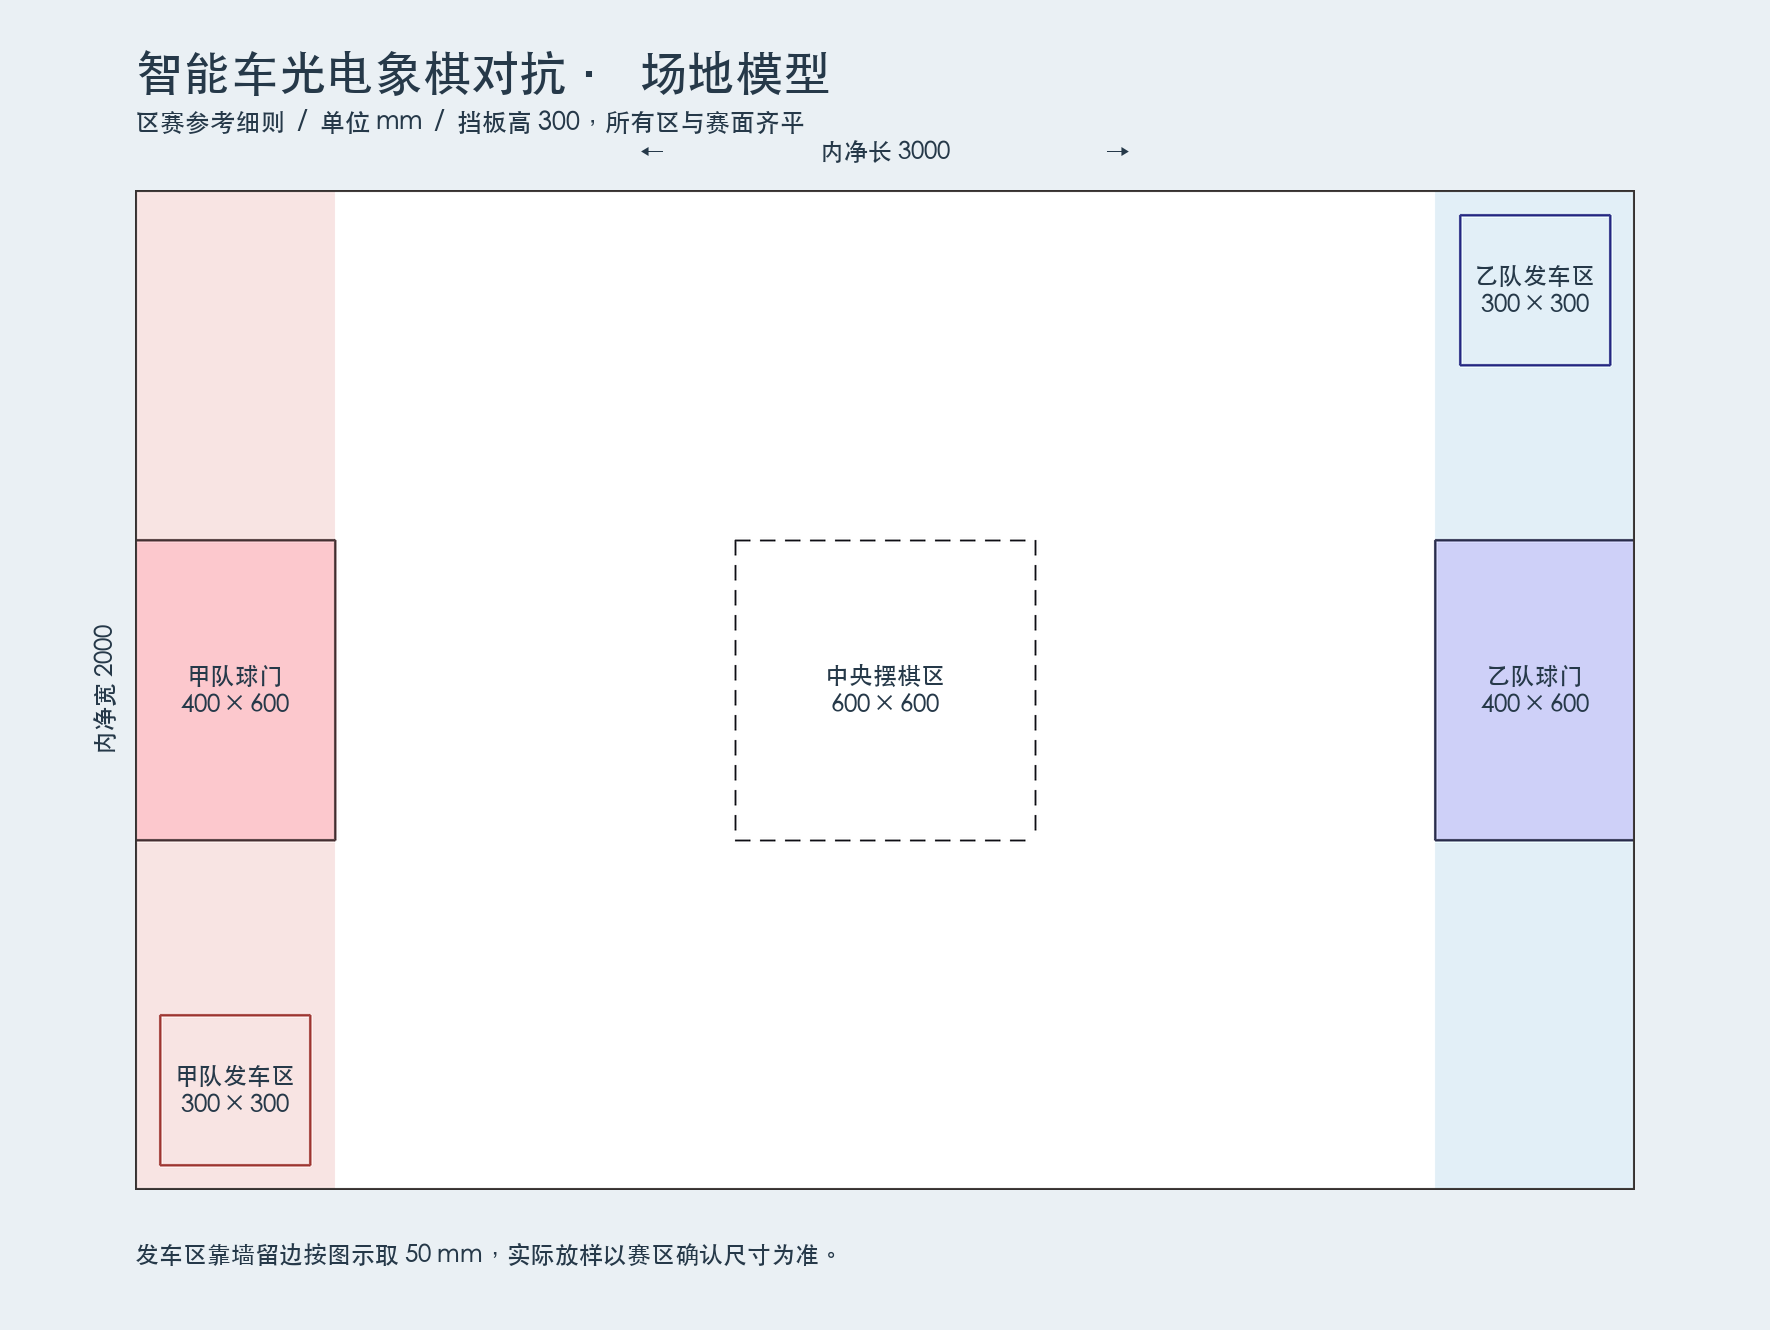 智能车光电象棋对抗 · 场地模型
区赛参考细则 / 单位 mm / 挡板高 300，所有区与赛面齐平
内净长 3000
乙队发车区
300 × 300
内净宽 2000
甲队球门
400 × 600
中央摆棋区
600 × 600
乙队球门
400 × 600
甲队发车区
300 × 300
发车区靠墙留边按图示取 50 mm，实际放样以赛区确认尺寸为准。